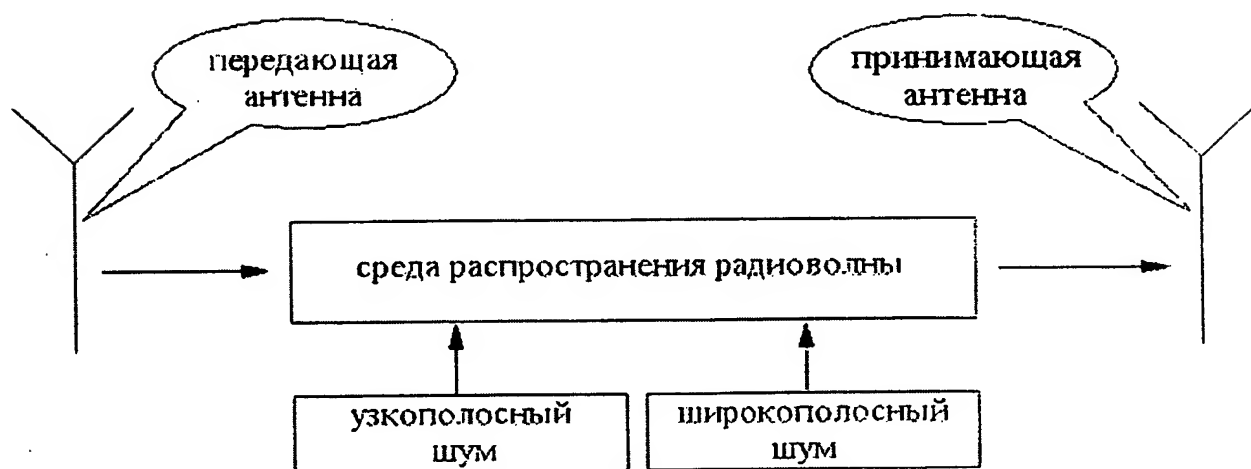 передающая
антенна
принимающая
антенна
среда распространения радиоволны
узкополосный
шум
широкополосный
шум